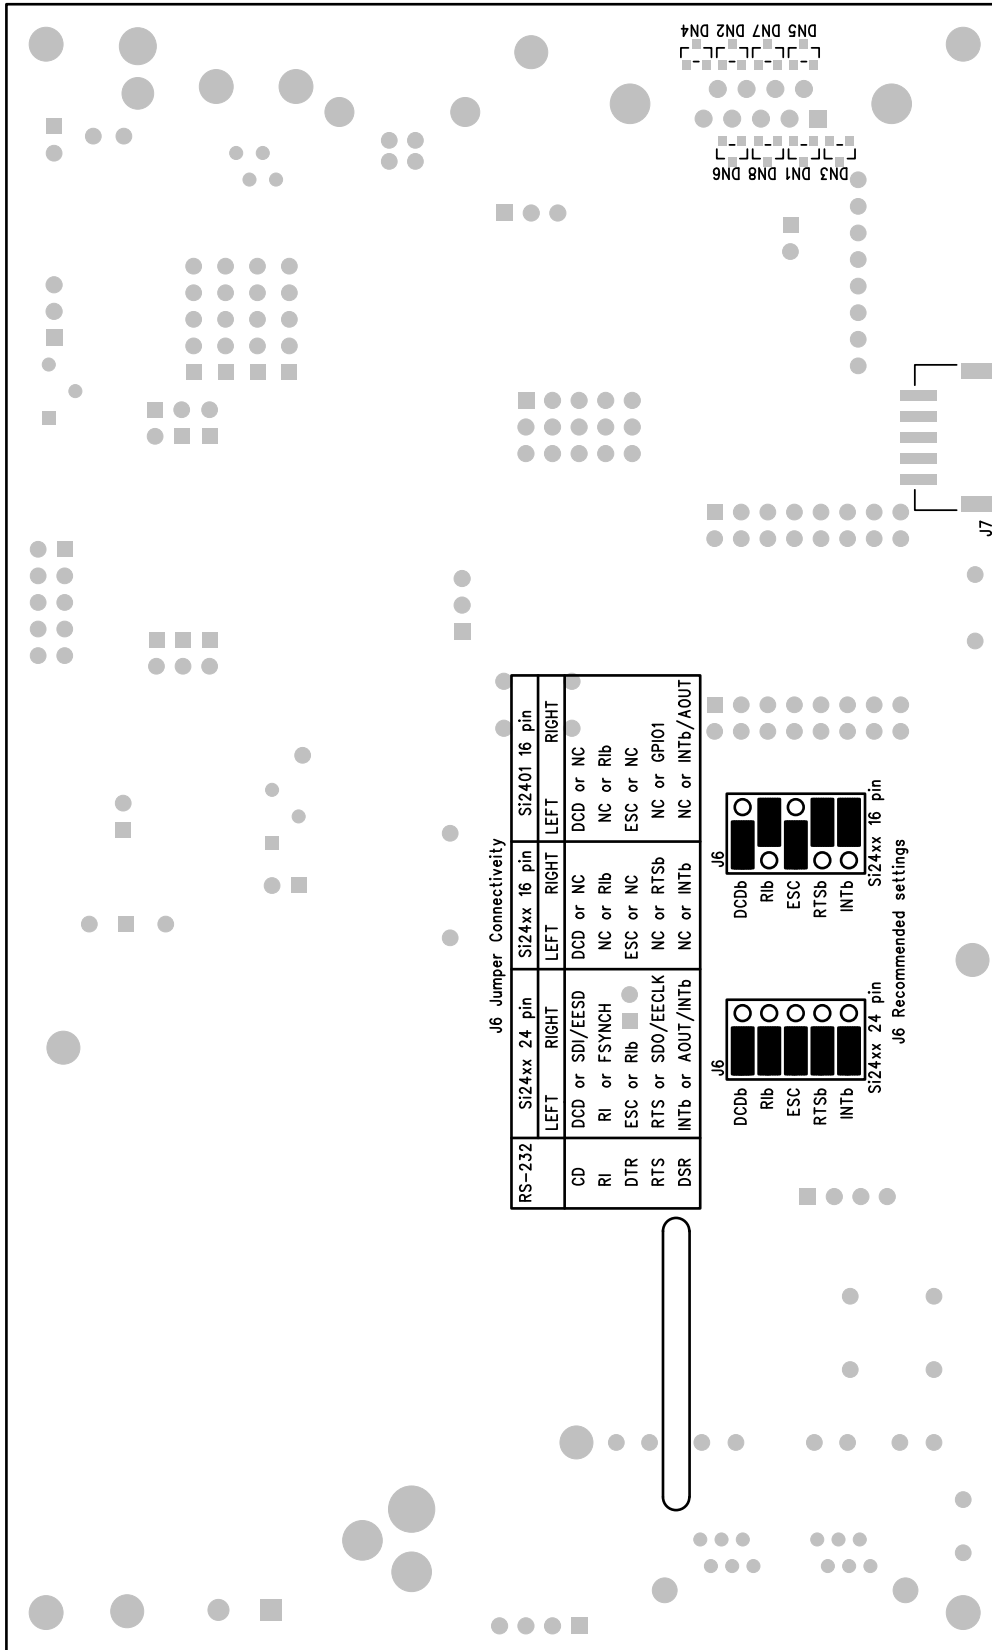 DN4 DN2 DN7 DN5
DN6 DN8 DN1 DN3
J7
J6 Jumper Connectiveity
RS-232 Si24xx 24 pin Si24xx 16 pin Si2401 16 pin
LEFT RIGHT LEFT RIGHT LEFT RIGHT
CD DCD or SDI/EESD DCD or NC DCD or NC
RI RI or FSYNCH NC or RIb NC or RIb
DTR ESC or RIb ESC or NC ESC or NC
RTS RTS or SDO/EECLK NC or RTSb NC or GPIO1
DSR INTb or AOUT/INTb NC or INTb NC or INTb/AOUT
J6
DCDb
RIb
ESC
RTSb
INTb
Si24xx 16 pin
J6
DCDb
RIb
ESC
RTSb
INTb
Si24xx 24 pin
J6 Recommended settings